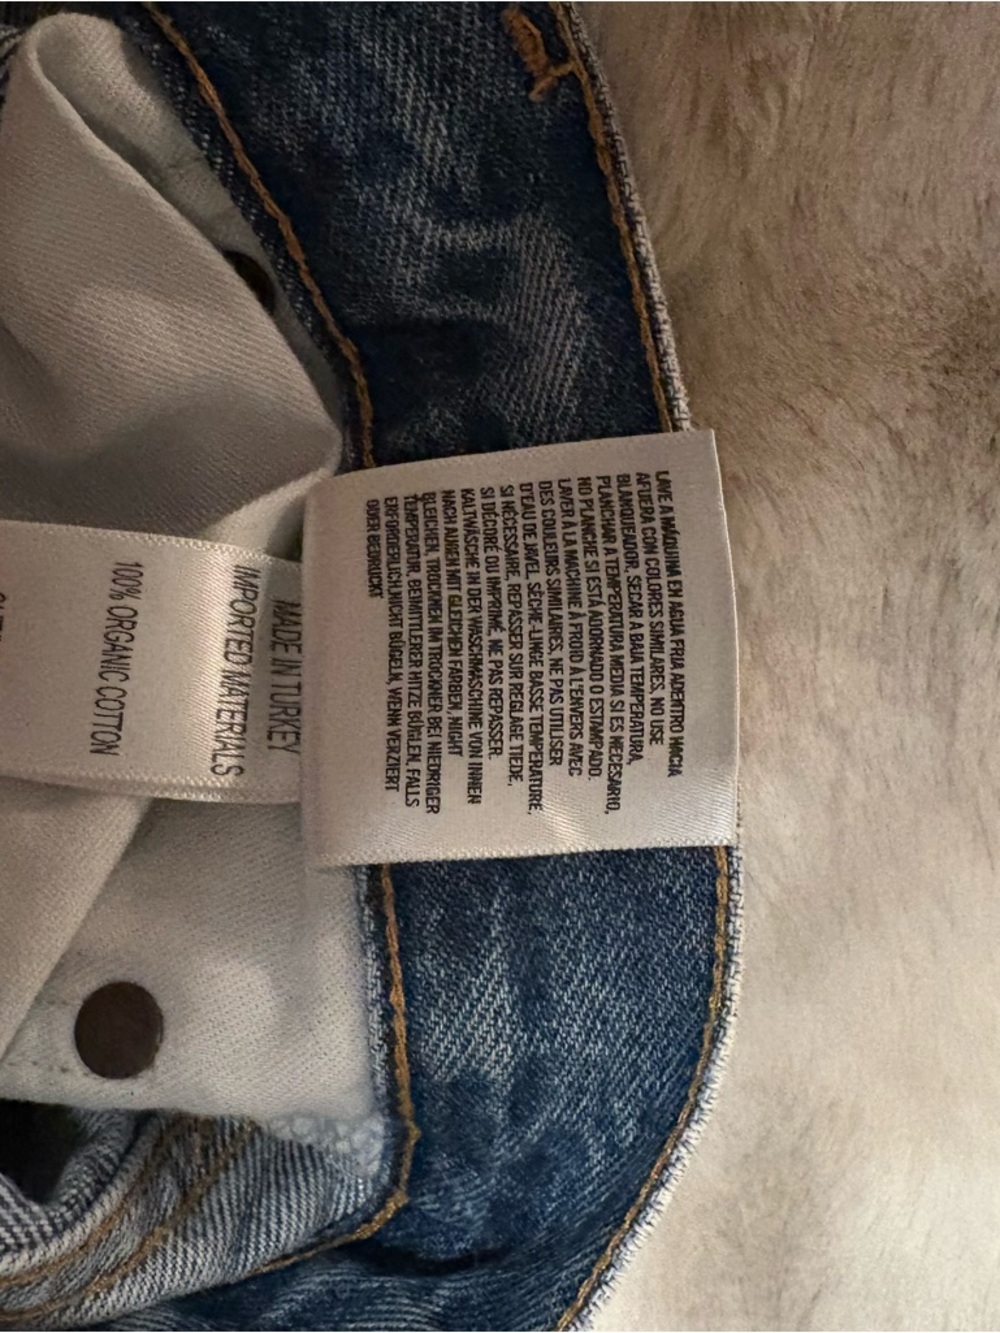 LAVE A MÁQUINA EN AGUA FRIA ADENTRO HACIA
AFUERA CON COLORES SIMILARES, NO USE
BLANQUEADOR, SECAR A BAJA TEMPERATURA,
PLANCHAR A TEMPERATURA MEDIA SI ES NECESARIO,
NO PLANCHE SI ESTÁ ADORNADO O ESTAMPADO.
LAVER À LA MACHINE À FROID À L'ENVERS AVEC
DES COULEURS SIMILAIRES, NE PAS UTILISER
D'EAU DE JAVEL. SÈCHE-LINGE BASSE TEMPERATURE,
SI NÉCESSAIRE, REPASSER SUR REGLAGE TIEDE,
SI DÉCORÉ OU IMPRIMÉ, NE PAS REPASSER.
KALTWÄSCHE IN DER WASCHMASCHINE VON INNEN
NACH AUßEN MIT GLEICHEN FARBEN, NICHT
BLEICHEN, TROCKNEN IM TROCKNER BEI NIEDRIGER
TEMPERATUR, BEI MITTLERER HITZE BÜGLEN, FALLS
ERFORDERLICH,NICHT BÜGELN, WENN VERZIERT
ODER BEDRUCKT
MADE IN TURKEY
IMPORTED MATERIALS
100% ORGANIC COTTON